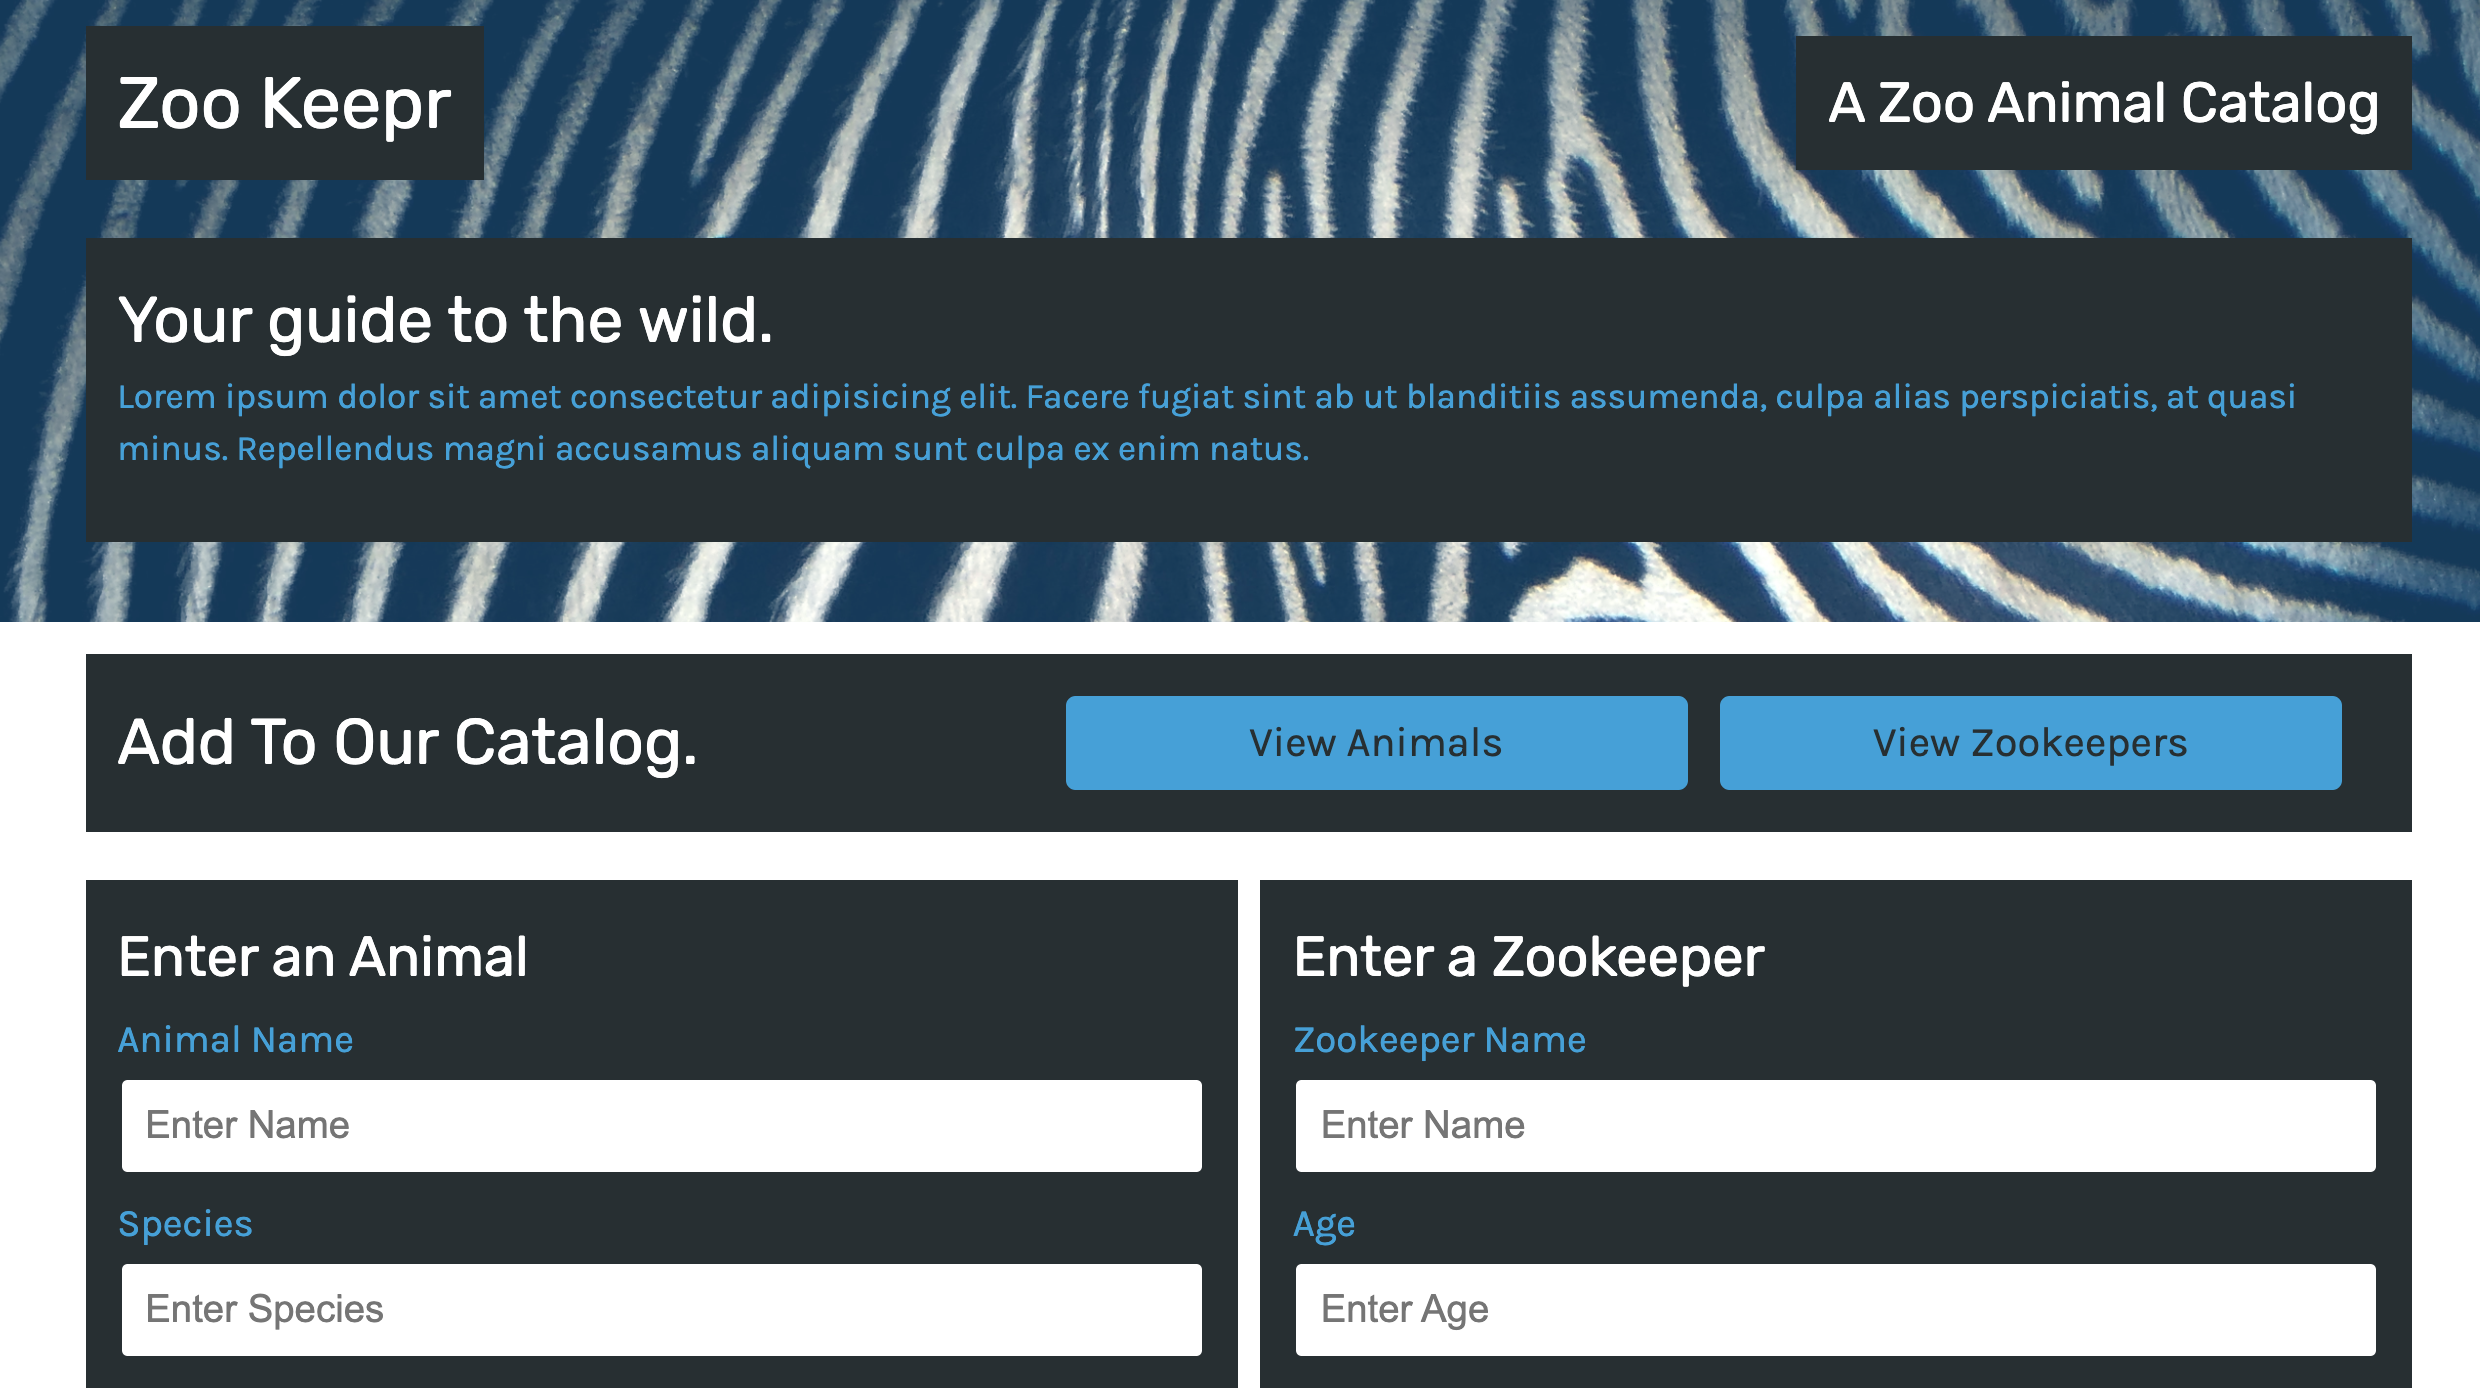 Zoo Keepr
A Zoo Animal Catalog
Your guide to the wild.
Lorem ipsum dolor sit amet consectetur adipisicing elit. Facere fugiat sint ab ut blanditiis assumenda, culpa alias perspiciatis, at quasi
minus. Repellendus magni accusamus aliquam sunt culpa ex enim natus.
Add To Our Catalog.
View Animals
View Zookeepers
Enter an Animal
Animal Name
Enter Name
Species
Enter Species
Enter a Zookeeper
Zookeeper Name
Enter Name
Age
Enter Age